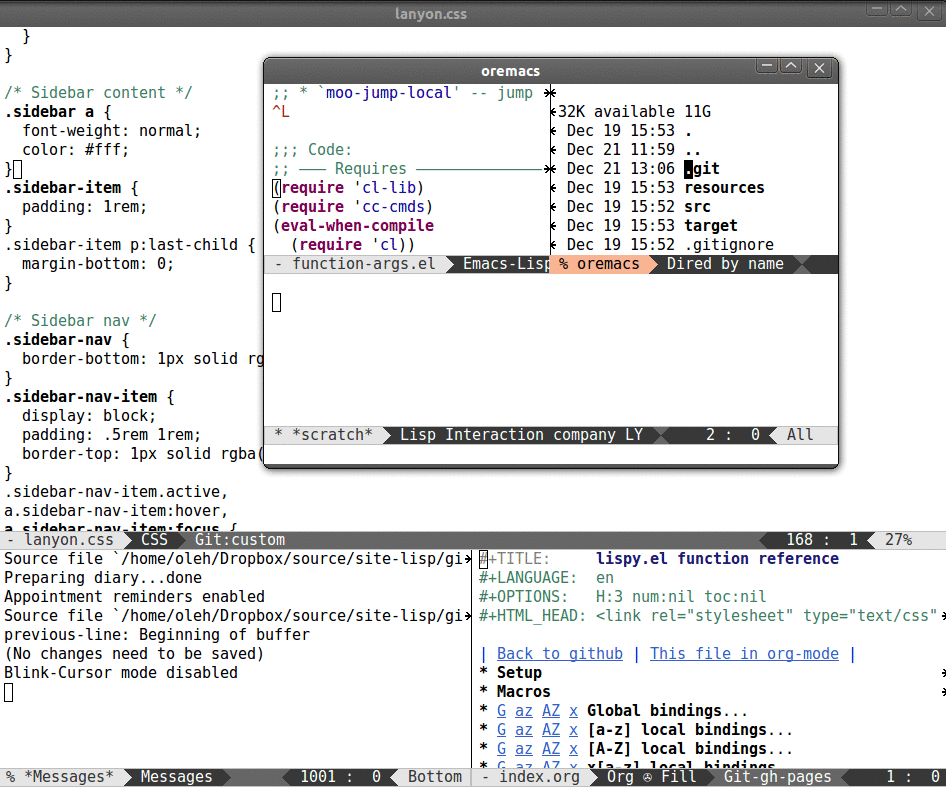 lanyon.css
  }
}
/* Sidebar content */
.sidebar a {
  font-weight: normal;
  color: #fff;
}
.sidebar-item {
  padding: 1rem;
}
.sidebar-item p:last-child {
  margin-bottom: 0;
}
/* Sidebar nav */
.sidebar-nav {
  border-bottom: 1px solid rg
}
.sidebar-nav-item {
  display: block;
  padding: .5rem 1rem;
  border-top: 1px solid rgba(
}
.sidebar-nav-item.active,
a.sidebar-nav-item:hover,
a.sidebar-nav-item:focus {
- lanyon.css CSS Git:custom 168 : 1 27%
oremacs
;; * `moo-jump-local' -- jump
^L
;;; Code:
;; ―― Requires ――――――――――――――
(require 'cl-lib)
(require 'cc-cmds)
(eval-when-compile
  (require 'cl))
- function-args.el Emacs-Lisp
32K available 11G
Dec 19 15:53 .
Dec 21 11:59 ..
Dec 21 13:06 .git
Dec 19 15:53 resources
Dec 19 15:52 src
Dec 19 15:53 target
Dec 19 15:52 .gitignore
% oremacs Dired by name
* *scratch* Lisp Interaction company LY 2 : 0 All
Source file `/home/oleh/Dropbox/source/site-lisp/gi
Preparing diary...done
Appointment reminders enabled
Source file `/home/oleh/Dropbox/source/site-lisp/gi
previous-line: Beginning of buffer
(No changes need to be saved)
Blink-Cursor mode disabled
% *Messages* Messages 1001 : 0 Bottom
#+TITLE: lispy.el function reference
#+LANGUAGE: en
#+OPTIONS: H:3 num:nil toc:nil
#+HTML_HEAD: <link rel="stylesheet" type="text/css"
| Back to github | This file in org-mode |
* Setup
* Macros
* G az AZ x Global bindings...
* G az AZ x [a-z] local bindings...
* G az AZ x [A-Z] local bindings...
* G az AZ x x[a-z] local bindings
- index.org Org ✇ Fill Git-gh-pages 1 : 0